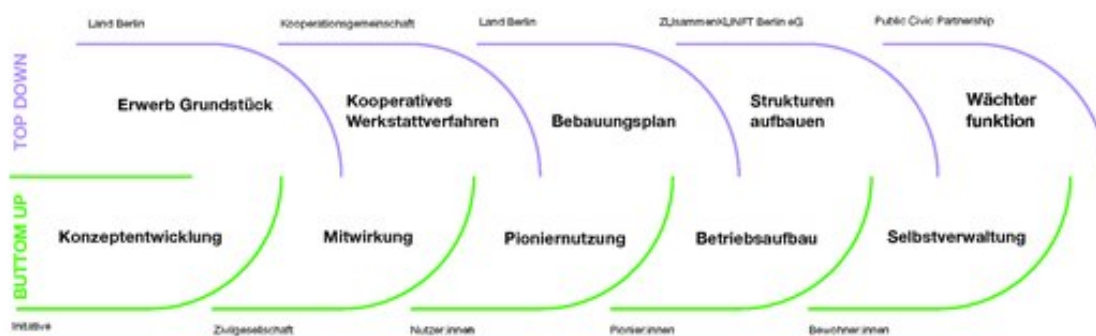 Land Berlin
Kooperationsgemeinschaft
Land Berlin
ZUsammenKUNFT Berlin eG
Public Civic Partnership
TOP DOWN
Erwerb Grundstück
Kooperatives
Werkstattverfahren
Bebauungsplan
Strukturen
aufbauen
Wächter
funktion
BUTTOM UP
Konzeptentwicklung
Mitwirkung
Pioniernutzung
Betriebsaufbau
Selbstverwaltung
Initiative
Zivilgesellschaft
Nutzer:innen
Pionier:innen
Bewohner:innen